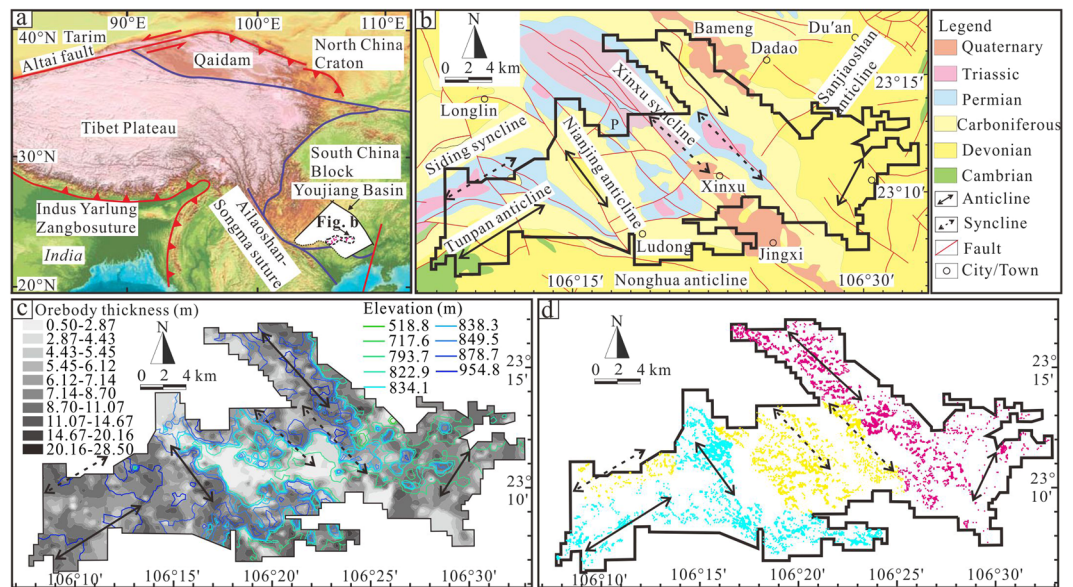 a
90°E
100°E
110°E
40°N
Tarim
Altai fault
Qaidam
North China
Craton
Tibet Plateau
30°N
South China
Block
Youjiang Basin
Fig. b
Indus Yarlung
Zangbosuture
Ailaoshan-
Songma suture
India
20°N
b
N
0 2 4 km
Bameng
Du'an
Dadao
Sanjiaoshan
anticline
23°15'
Longlin
Xinxu syncline
P
Siding syncline
Nianjing anticline
Xinxu
23°10'
Tunpan anticline
Ludong
Jingxi
106°15'
Nonghua anticline
106°30'
Legend
Quaternary
Triassic
Permian
Carboniferous
Devonian
Cambrian
Anticline
Syncline
Fault
City/Town
c
Orebody thickness (m)
0.50-2.87
2.87-4.43
4.43-5.45
5.45-6.12
6.12-7.14
7.14-8.70
8.70-11.07
11.07-14.67
14.67-20.16
20.16-28.50
N
0 2 4 km
Elevation (m)
518.8
717.6
793.7
822.9
834.1
838.3
849.5
878.7
954.8
23°
15'
23°
10'
106°10'
106°15'
106°20'
106°25'
106°30'
d
N
0 2 4 km
23°
15'
23°
10'
106°10'
106°15'
106°20'
106°25'
106°30'